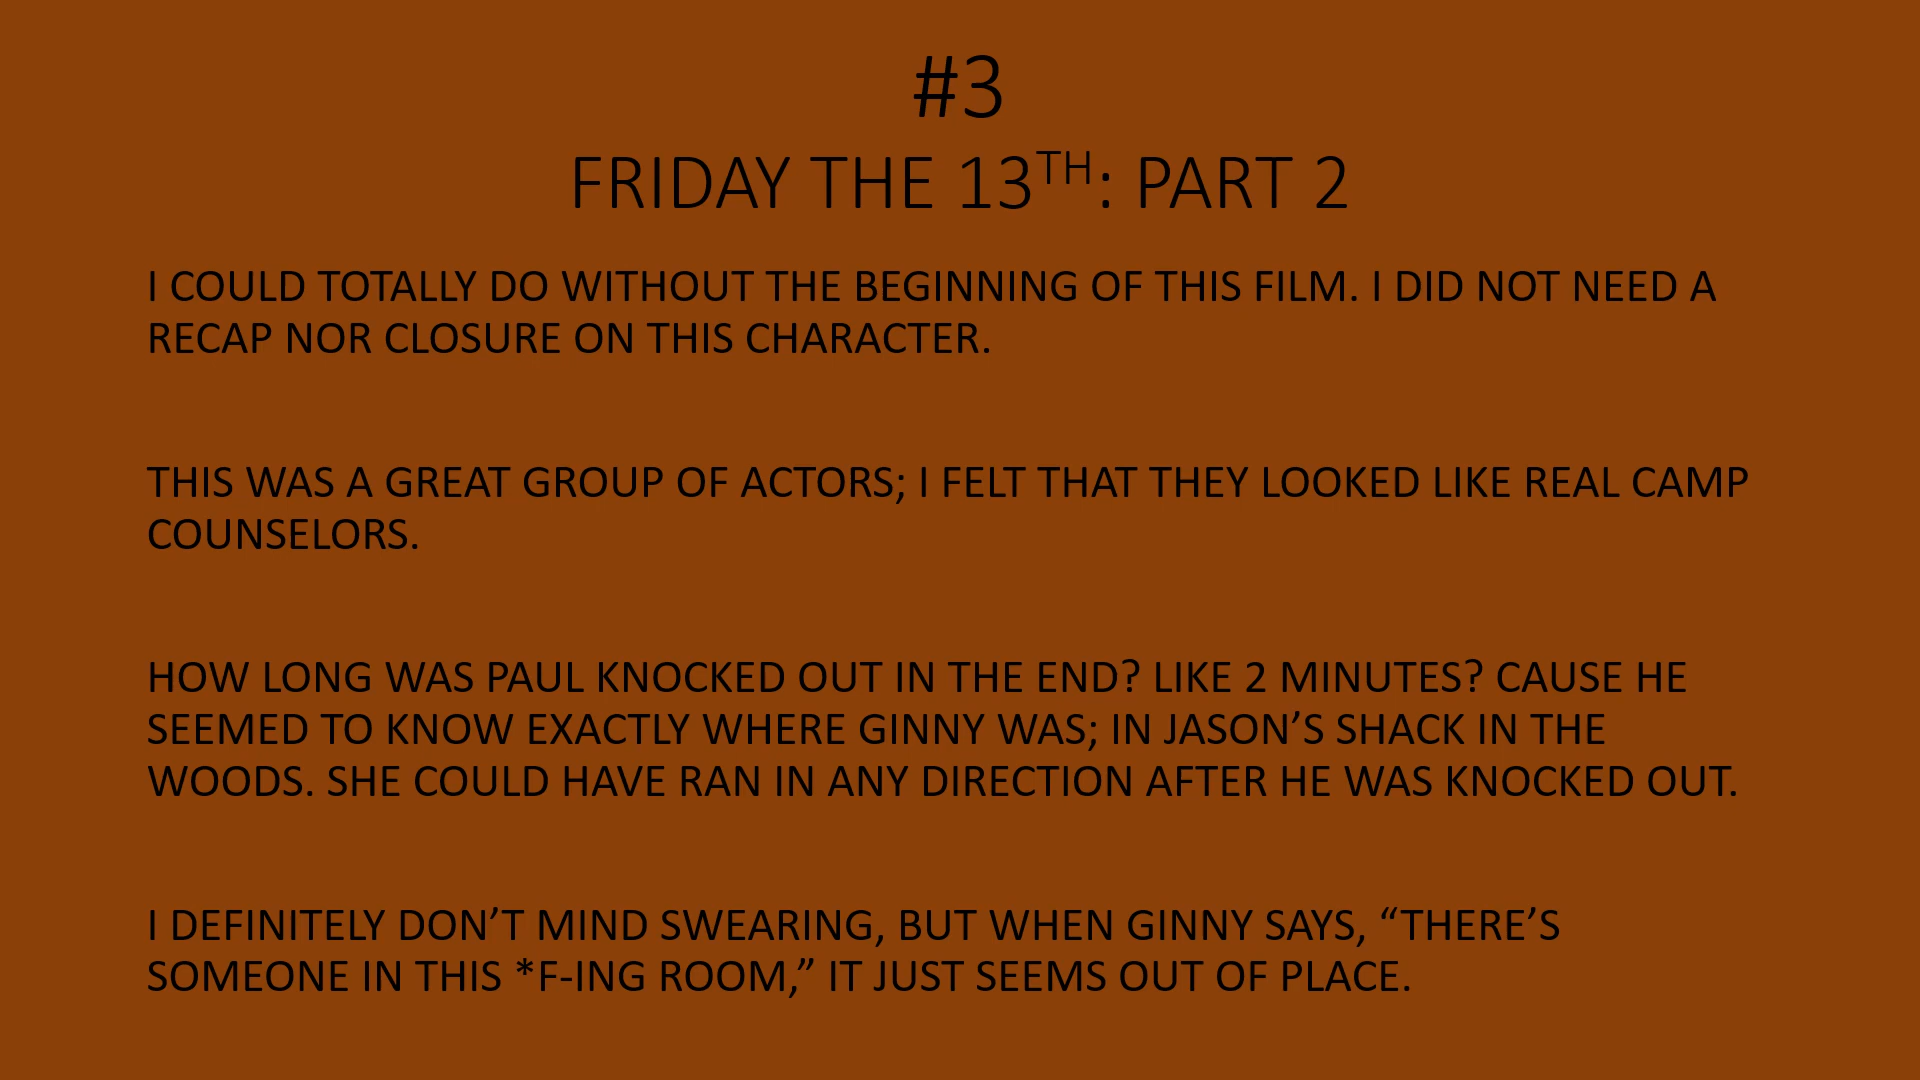 #3
FRIDAY THE 13TH: PART 2
I COULD TOTALLY DO WITHOUT THE BEGINNING OF THIS FILM. I DID NOT NEED A
RECAP NOR CLOSURE ON THIS CHARACTER.
THIS WAS A GREAT GROUP OF ACTORS; I FELT THAT THEY LOOKED LIKE REAL CAMP
COUNSELORS.
HOW LONG WAS PAUL KNOCKED OUT IN THE END? LIKE 2 MINUTES? CAUSE HE
SEEMED TO KNOW EXACTLY WHERE GINNY WAS; IN JASON’S SHACK IN THE
WOODS. SHE COULD HAVE RAN IN ANY DIRECTION AFTER HE WAS KNOCKED OUT.
I DEFINITELY DON’T MIND SWEARING, BUT WHEN GINNY SAYS, “THERE’S
SOMEONE IN THIS *F-ING ROOM,” IT JUST SEEMS OUT OF PLACE.